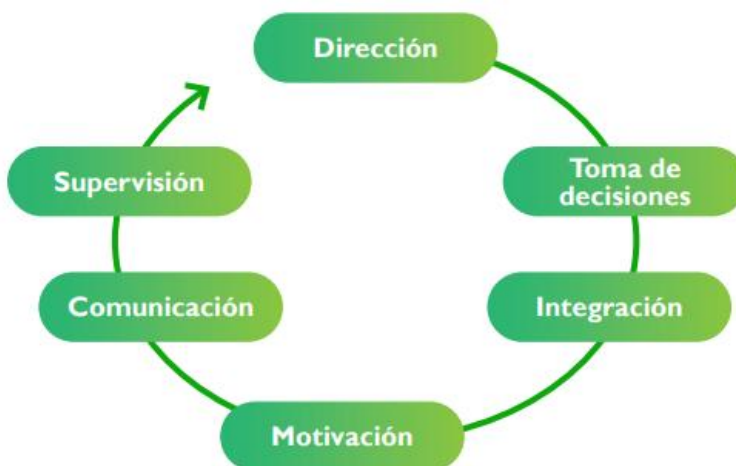 Dirección
Toma de
decisiones
Integración
Motivación
Comunicación
Supervisión